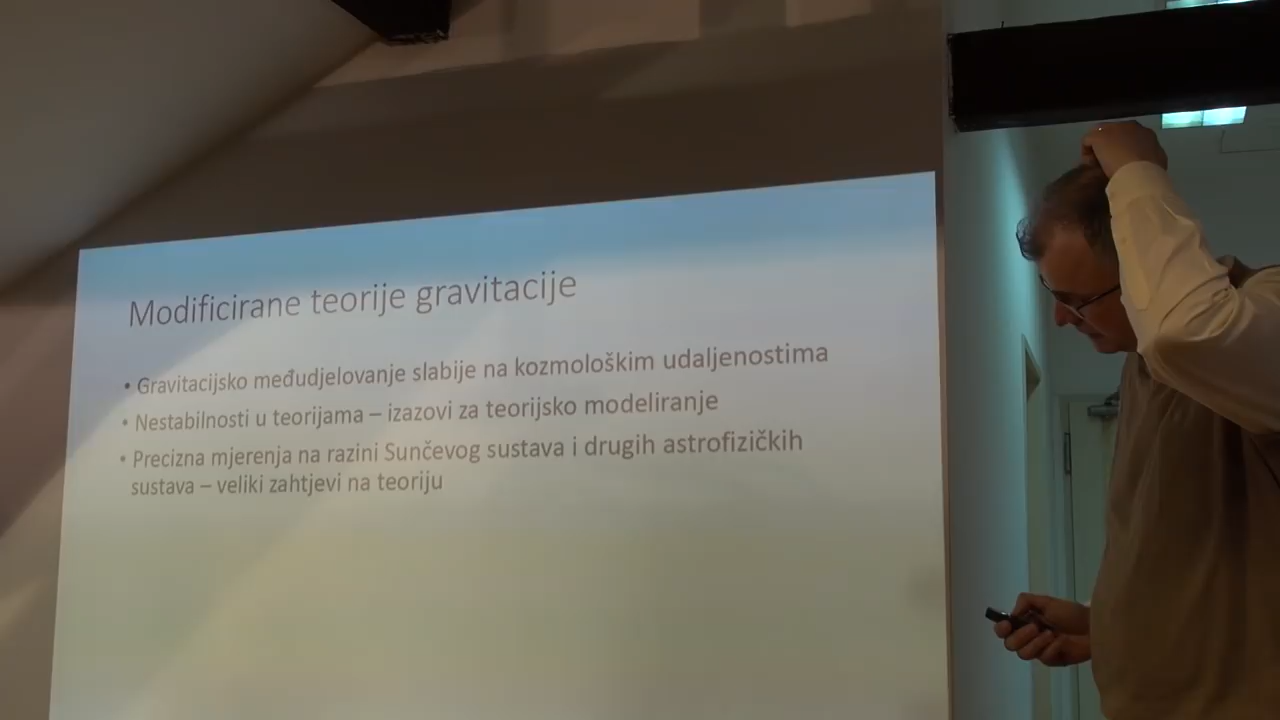 Modificirane teorije gravitacije
• Gravitacijsko međudjelovanje slabije na kozmološkim udaljenostima
• Nestabilnosti u teorijama – izazovi za teorijsko modeliranje
• Precizna mjerenja na razini Sunčevog sustava i drugih astrofizičkih
sustava – veliki zahtjevi na teoriju